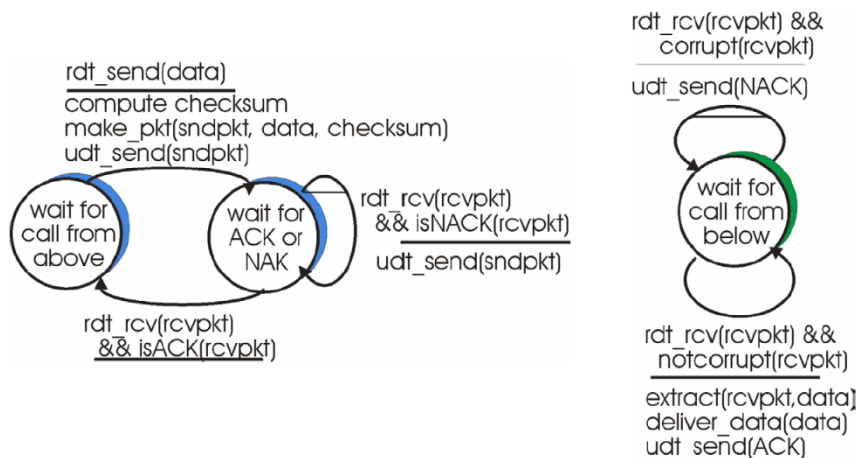 rdt_send(data)
compute checksum
make_pkt(sndpkt, data, checksum)
udt_send(sndpkt)
wait for
call from
above
wait for
ACK or
NAK
rdt_rcv(rcvpkt)
&& isNACK(rcvpkt)
udt_send(sndpkt)
rdt_rcv(rcvpkt)
&& isACK(rcvpkt)
rdt_rcv(rcvpkt) &&
corrupt(rcvpkt)
udt_send(NACK)
wait for
call from
below
rdt_rcv(rcvpkt) &&
notcorrupt(rcvpkt)
extract(rcvpkt,data)
deliver_data(data)
udt_send(ACK)